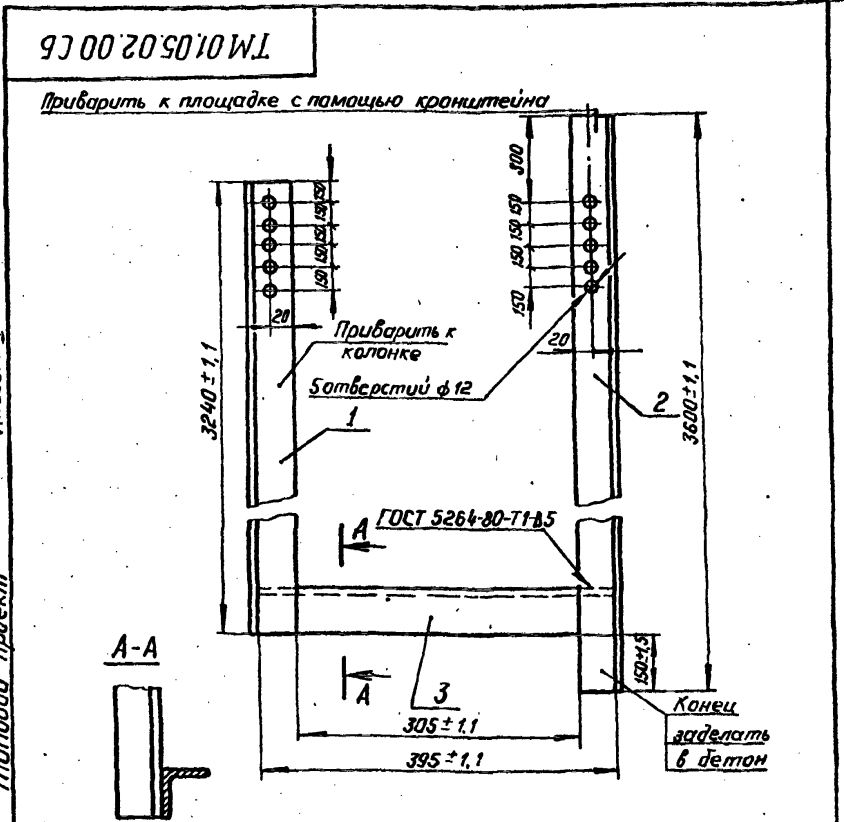 ТМ 01.05.02.00 СБ
Приварить к площадке с помощью кронштейна
300
150
150
150
150
150
150
150
150
150
20
20
Приварить к
колонке
5 отверстий ф 12
1
2
3240±1,1
3600±1,1
ГОСТ 5264-80-Т1-
А
А
А-А
3
150±1,5
305±1,1
395±1,1
Конец
заделать
в бетон
проект